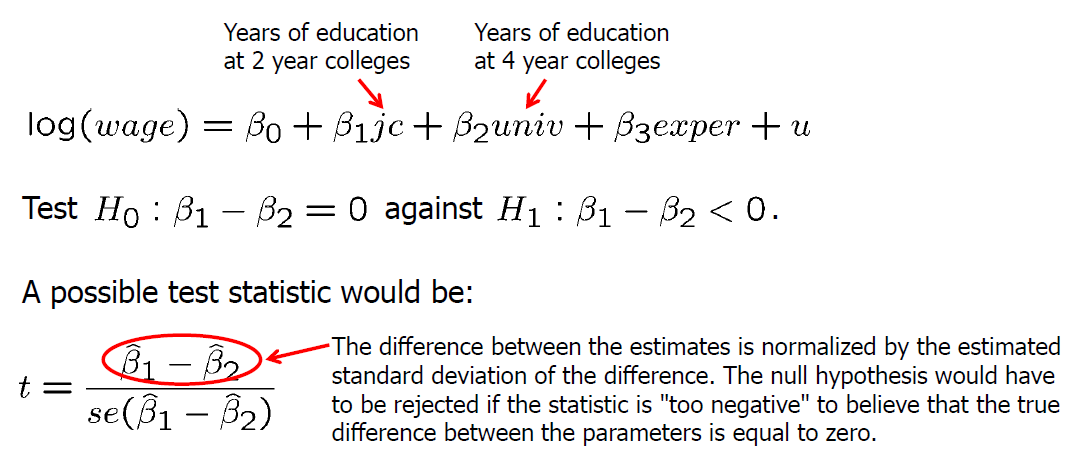 Years of education Years of education
at 2 year colleges at 4 year colleges
log(wage) = β₀ + β₁jc + β₂univ + β₃exper + u
Test H₀ : β₁ − β₂ = 0 against H₁ : β₁ − β₂ < 0.
A possible test statistic would be:
t = (β̂₁ − β̂₂) / se(β̂₁ − β̂₂)
The difference between the estimates is normalized by the estimated
standard deviation of the difference. The null hypothesis would have
to be rejected if the statistic is "too negative" to believe that the true
difference between the parameters is equal to zero.